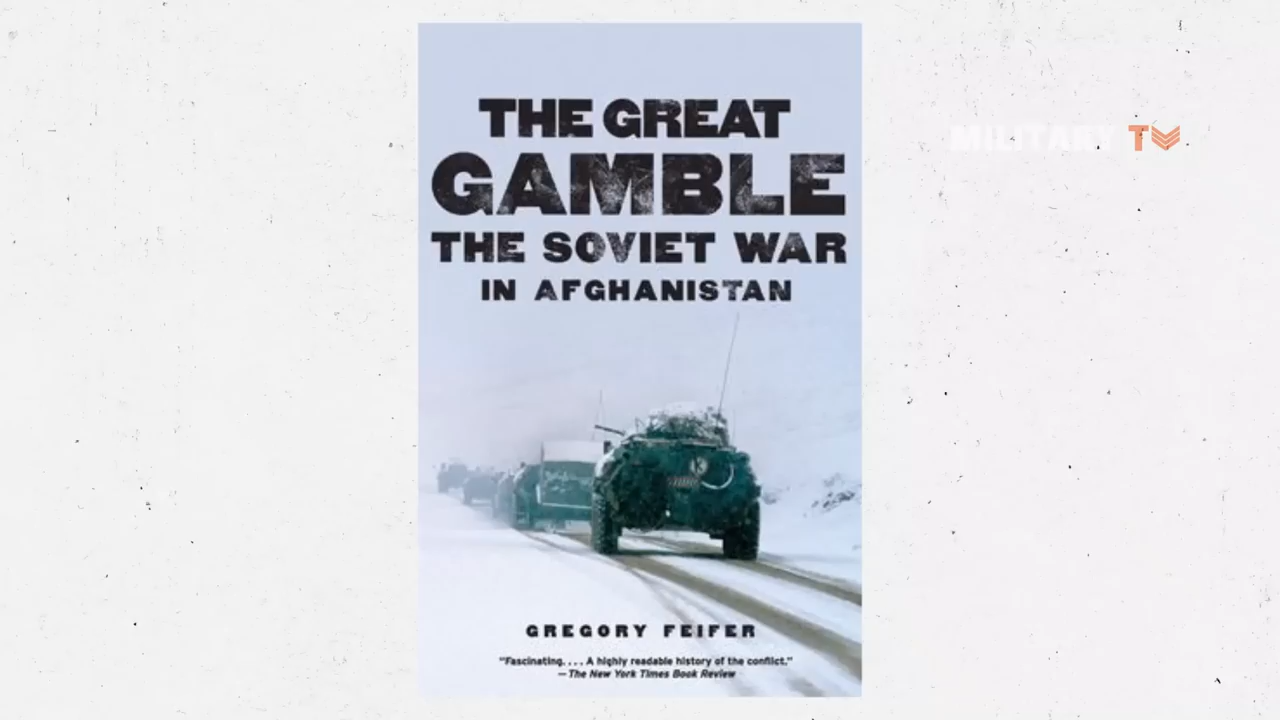 THE GREAT
GAMBLE
THE SOVIET WAR
IN AFGHANISTAN
MILITARY TV
GREGORY FEIFER
"Fascinating. . . . A highly readable history of the conflict."
—The New York Times Book Review